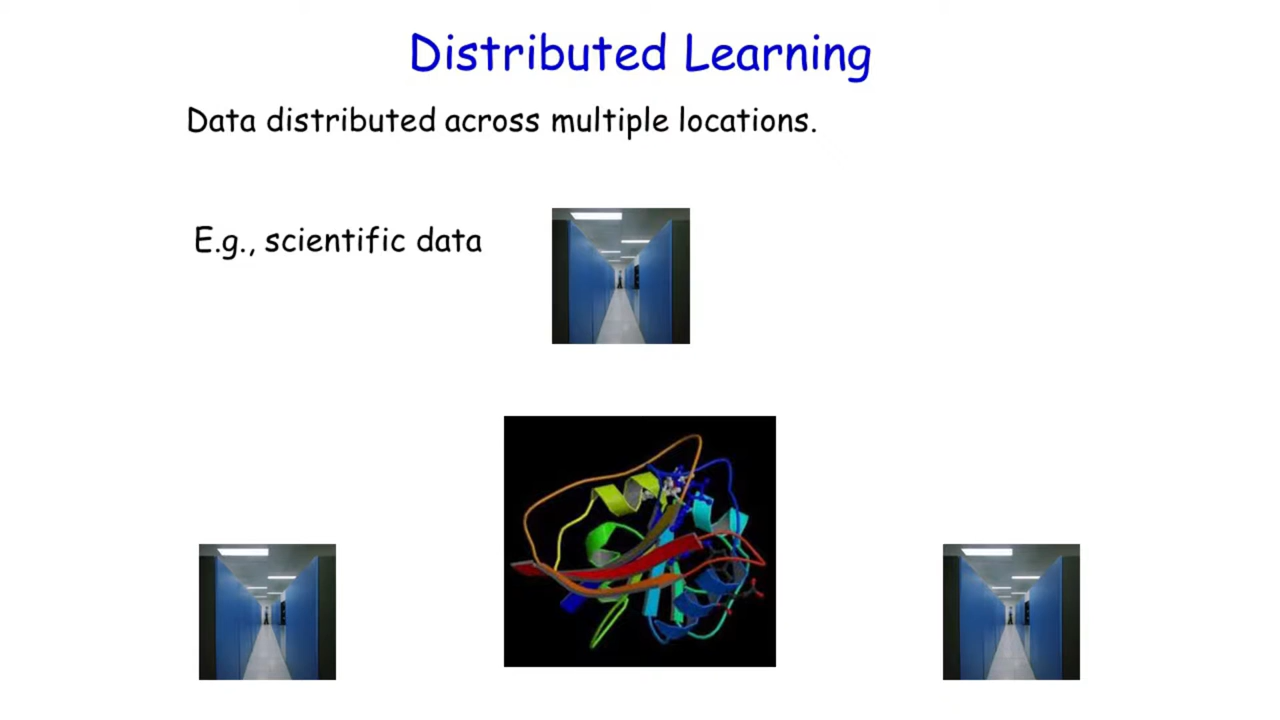 Distributed Learning
Data distributed across multiple locations.
E.g., scientific data